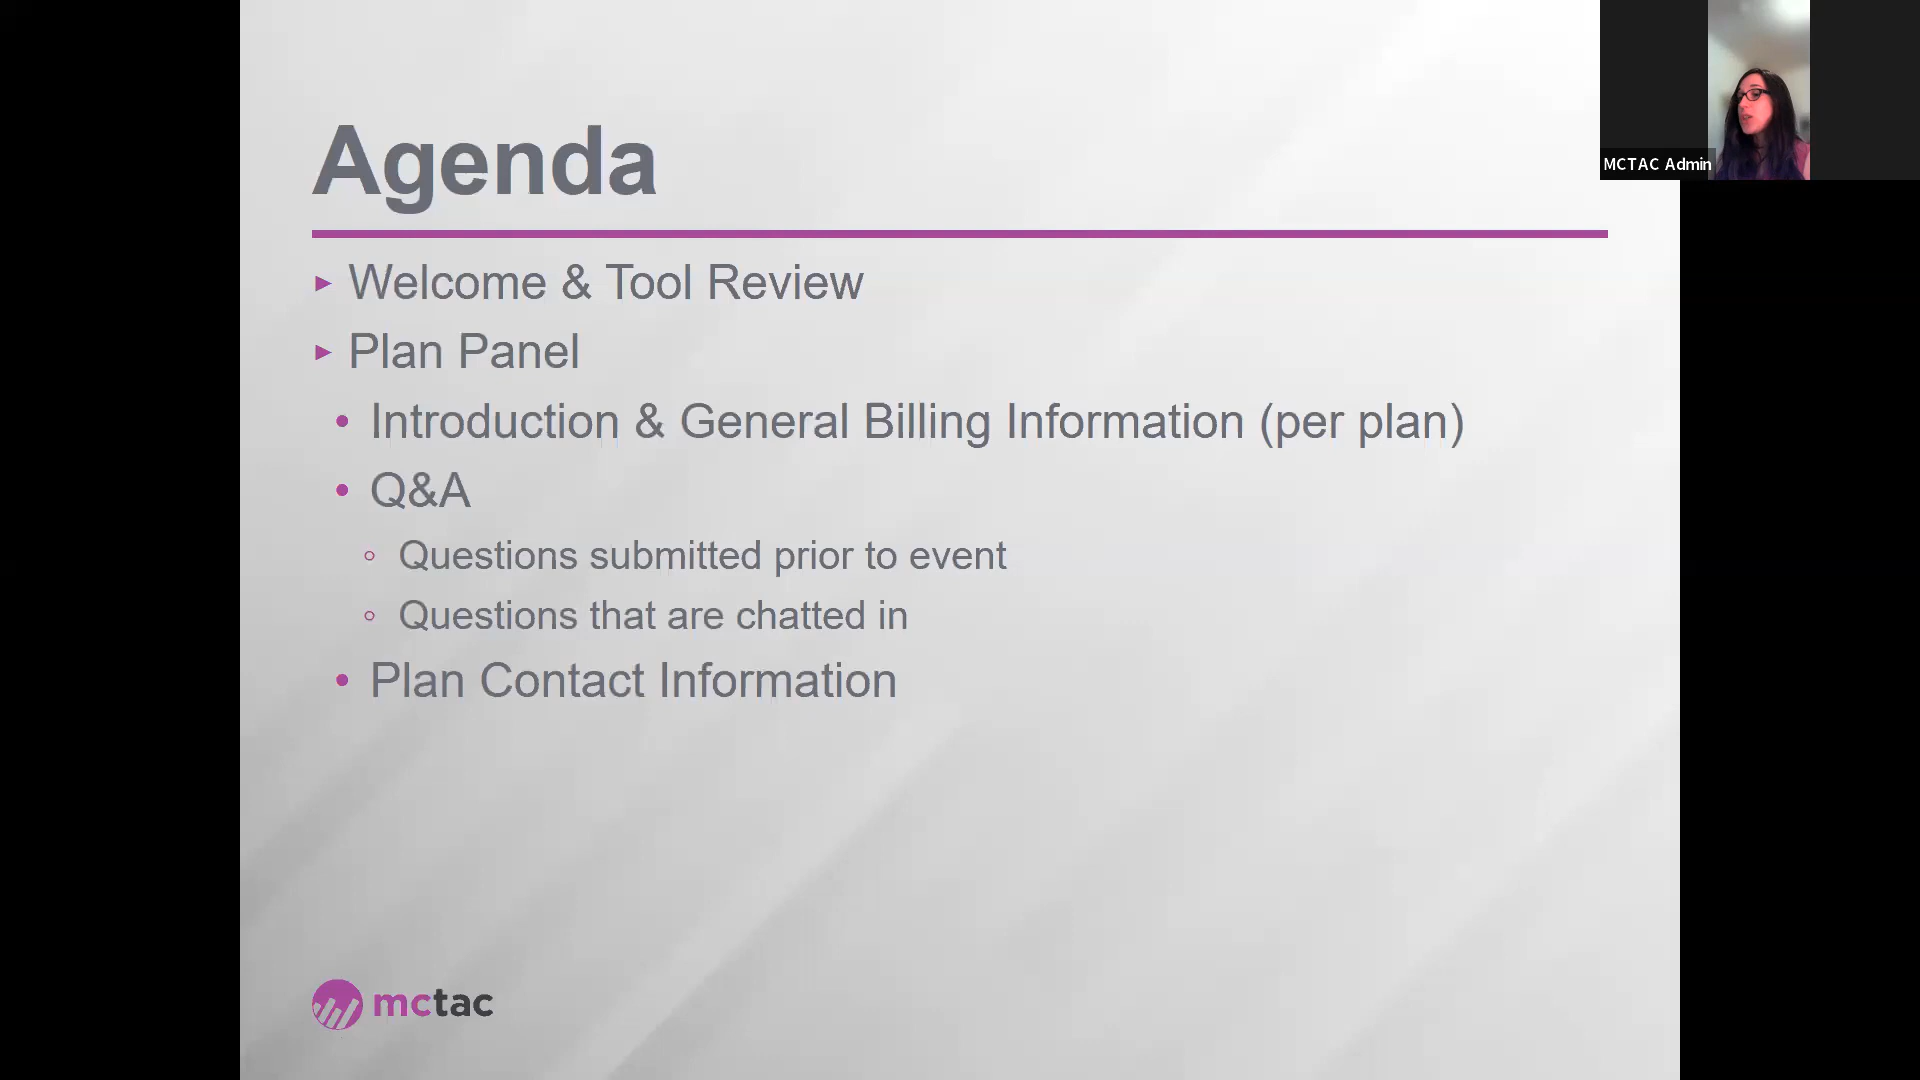 Agenda
Welcome & Tool Review
Plan Panel
Introduction & General Billing Information (per plan)
Q&A
Questions submitted prior to event
Questions that are chatted in
Plan Contact Information
mctac
MCTAC Admin